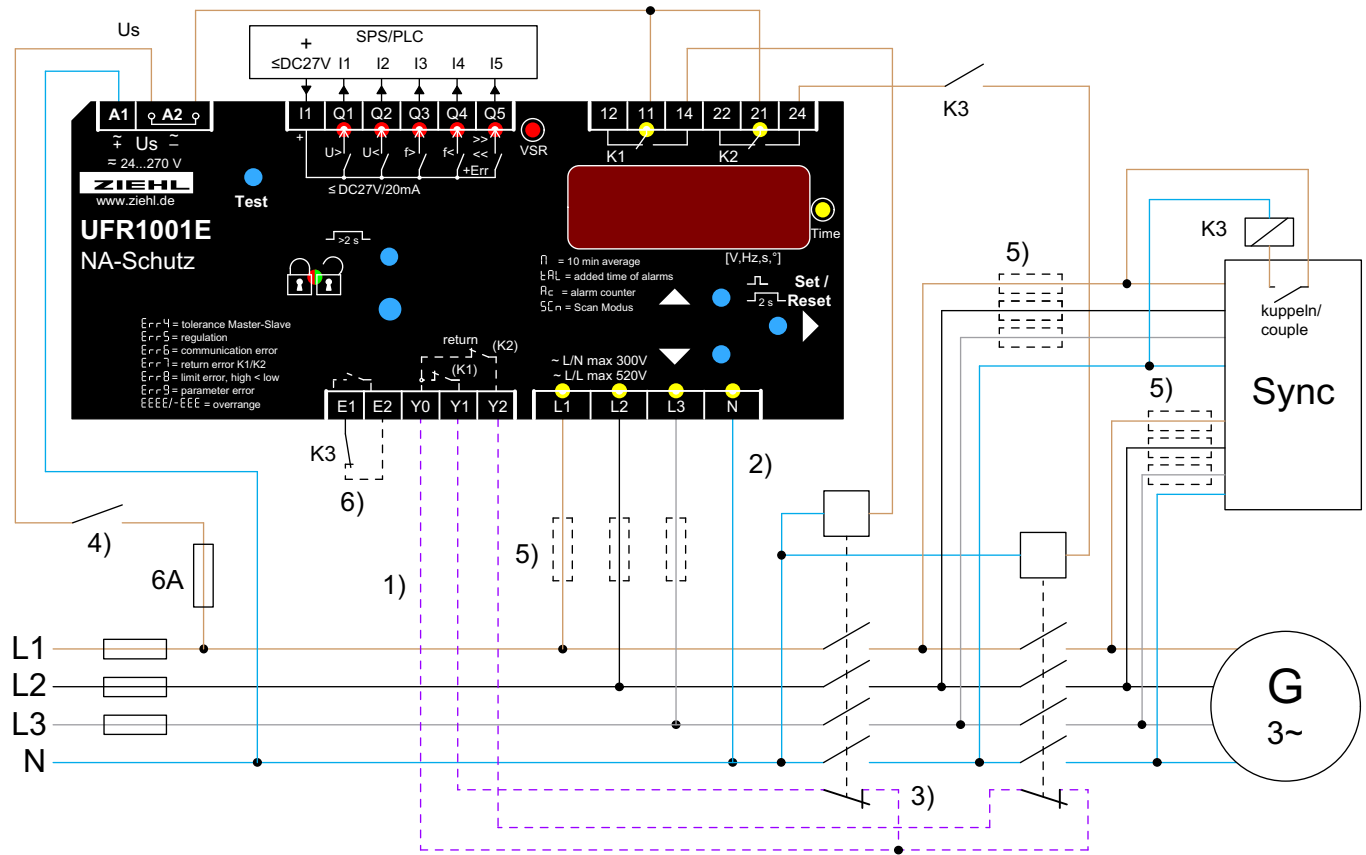 Us
SPS/PLC
+
≤DC27V I1 I2 I3 I4 I5
A1 A2
I1 Q1 Q2 Q3 Q4 Q5
12 11 14 22 21 24
K3
+ Us −
≂ 24...270 V
+
U> U< f> f< >>
<<
+Err
VSR
K1 K2
≤ DC27V/20mA
ZIEHL
www.ziehl.de
Test
UFR1001E
NA-Schutz
>2 s
Time
[V,Hz,s,°]
n = 10 min average
tAL = added time of alarms
Ac = alarm counter
SCn = Scan Modus
2 s
Set /
Reset
K3
5)
kuppeln/
couple
Sync
5)
Err4 = tolerance Master-Slave
Err5 = regulation
Err6 = communication error
Err7 = return error K1/K2
Err8 = limit error, high < low
Err9 = parameter error
EEEE/-EEE = overrange
return
(K2)
(K1)
~ L/N max 300V
~ L/L max 520V
E1 E2 Y0 Y1 Y2
L1 L2 L3 N
K3
6)
2)
4)
6A
1)
5)
L1
L2
L3
N
G
3~
3)